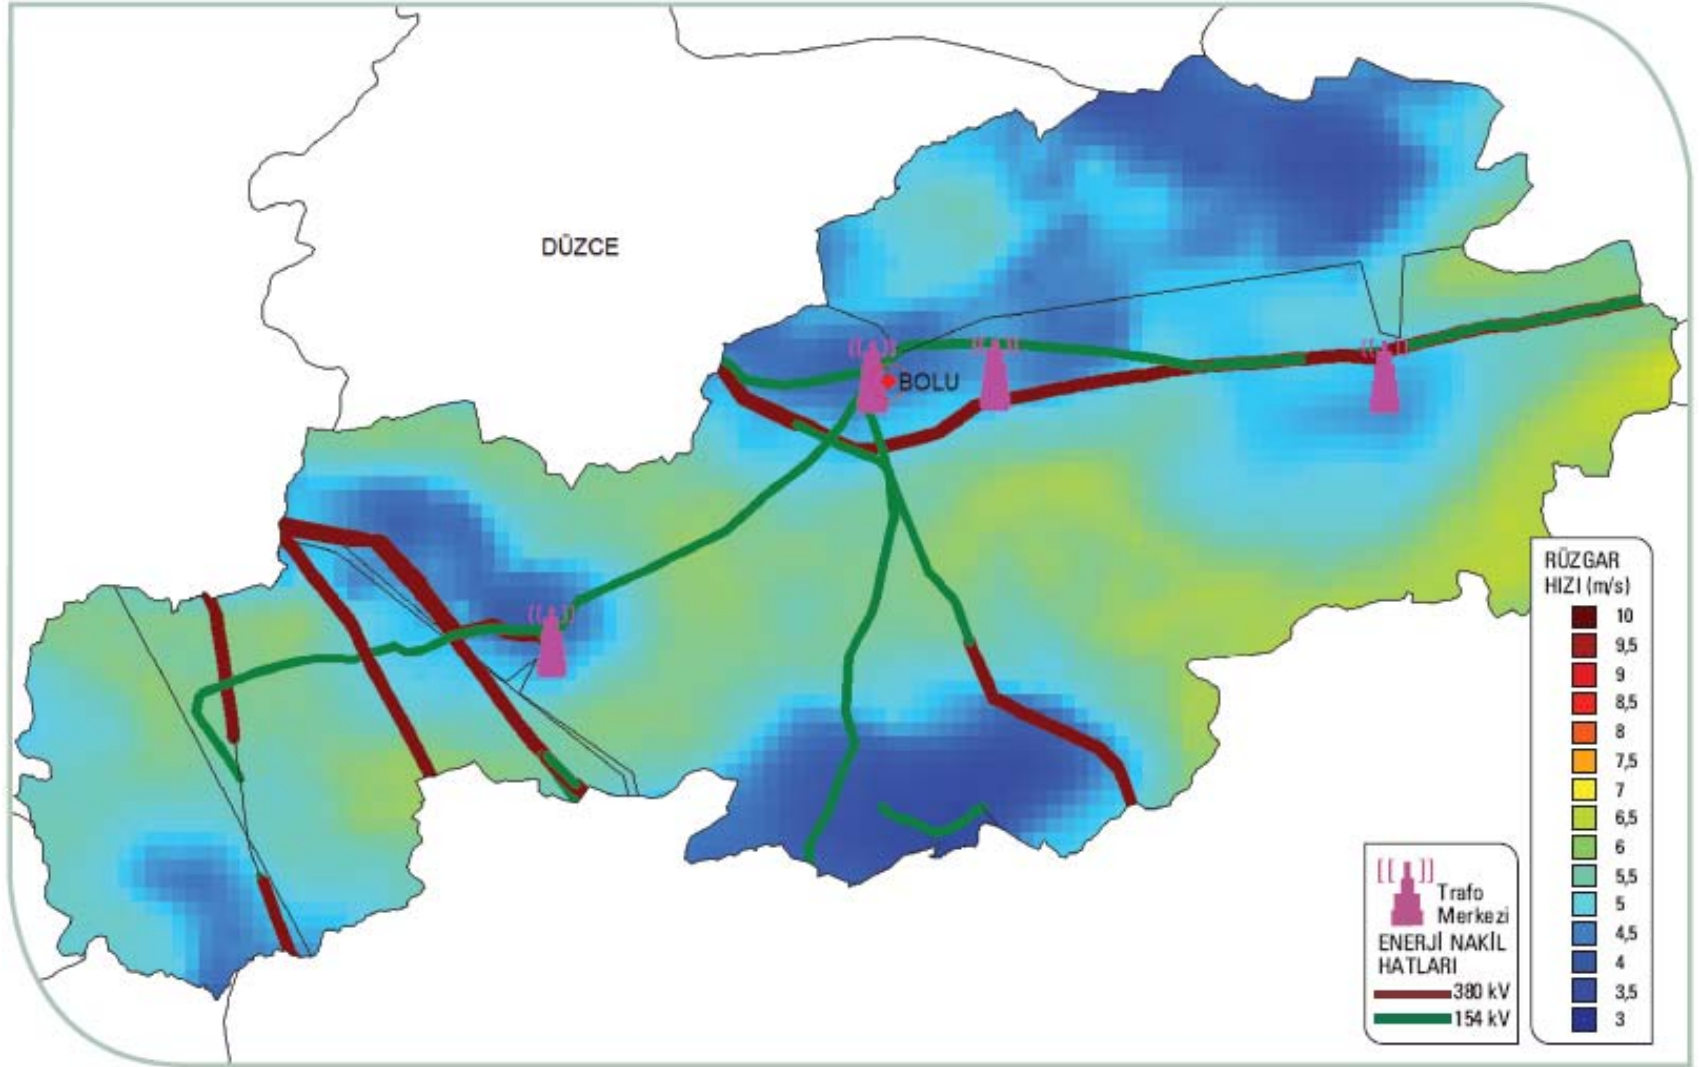 DÜZCE
BOLU
RÜZGAR
HIZI (m/s)
10
9,5
9
8,5
8
7,5
7
6,5
6
5,5
5
4,5
4
3,5
3
Trafo
Merkezi
ENERJİ NAKİL
HATLARI
380 kV
154 kV